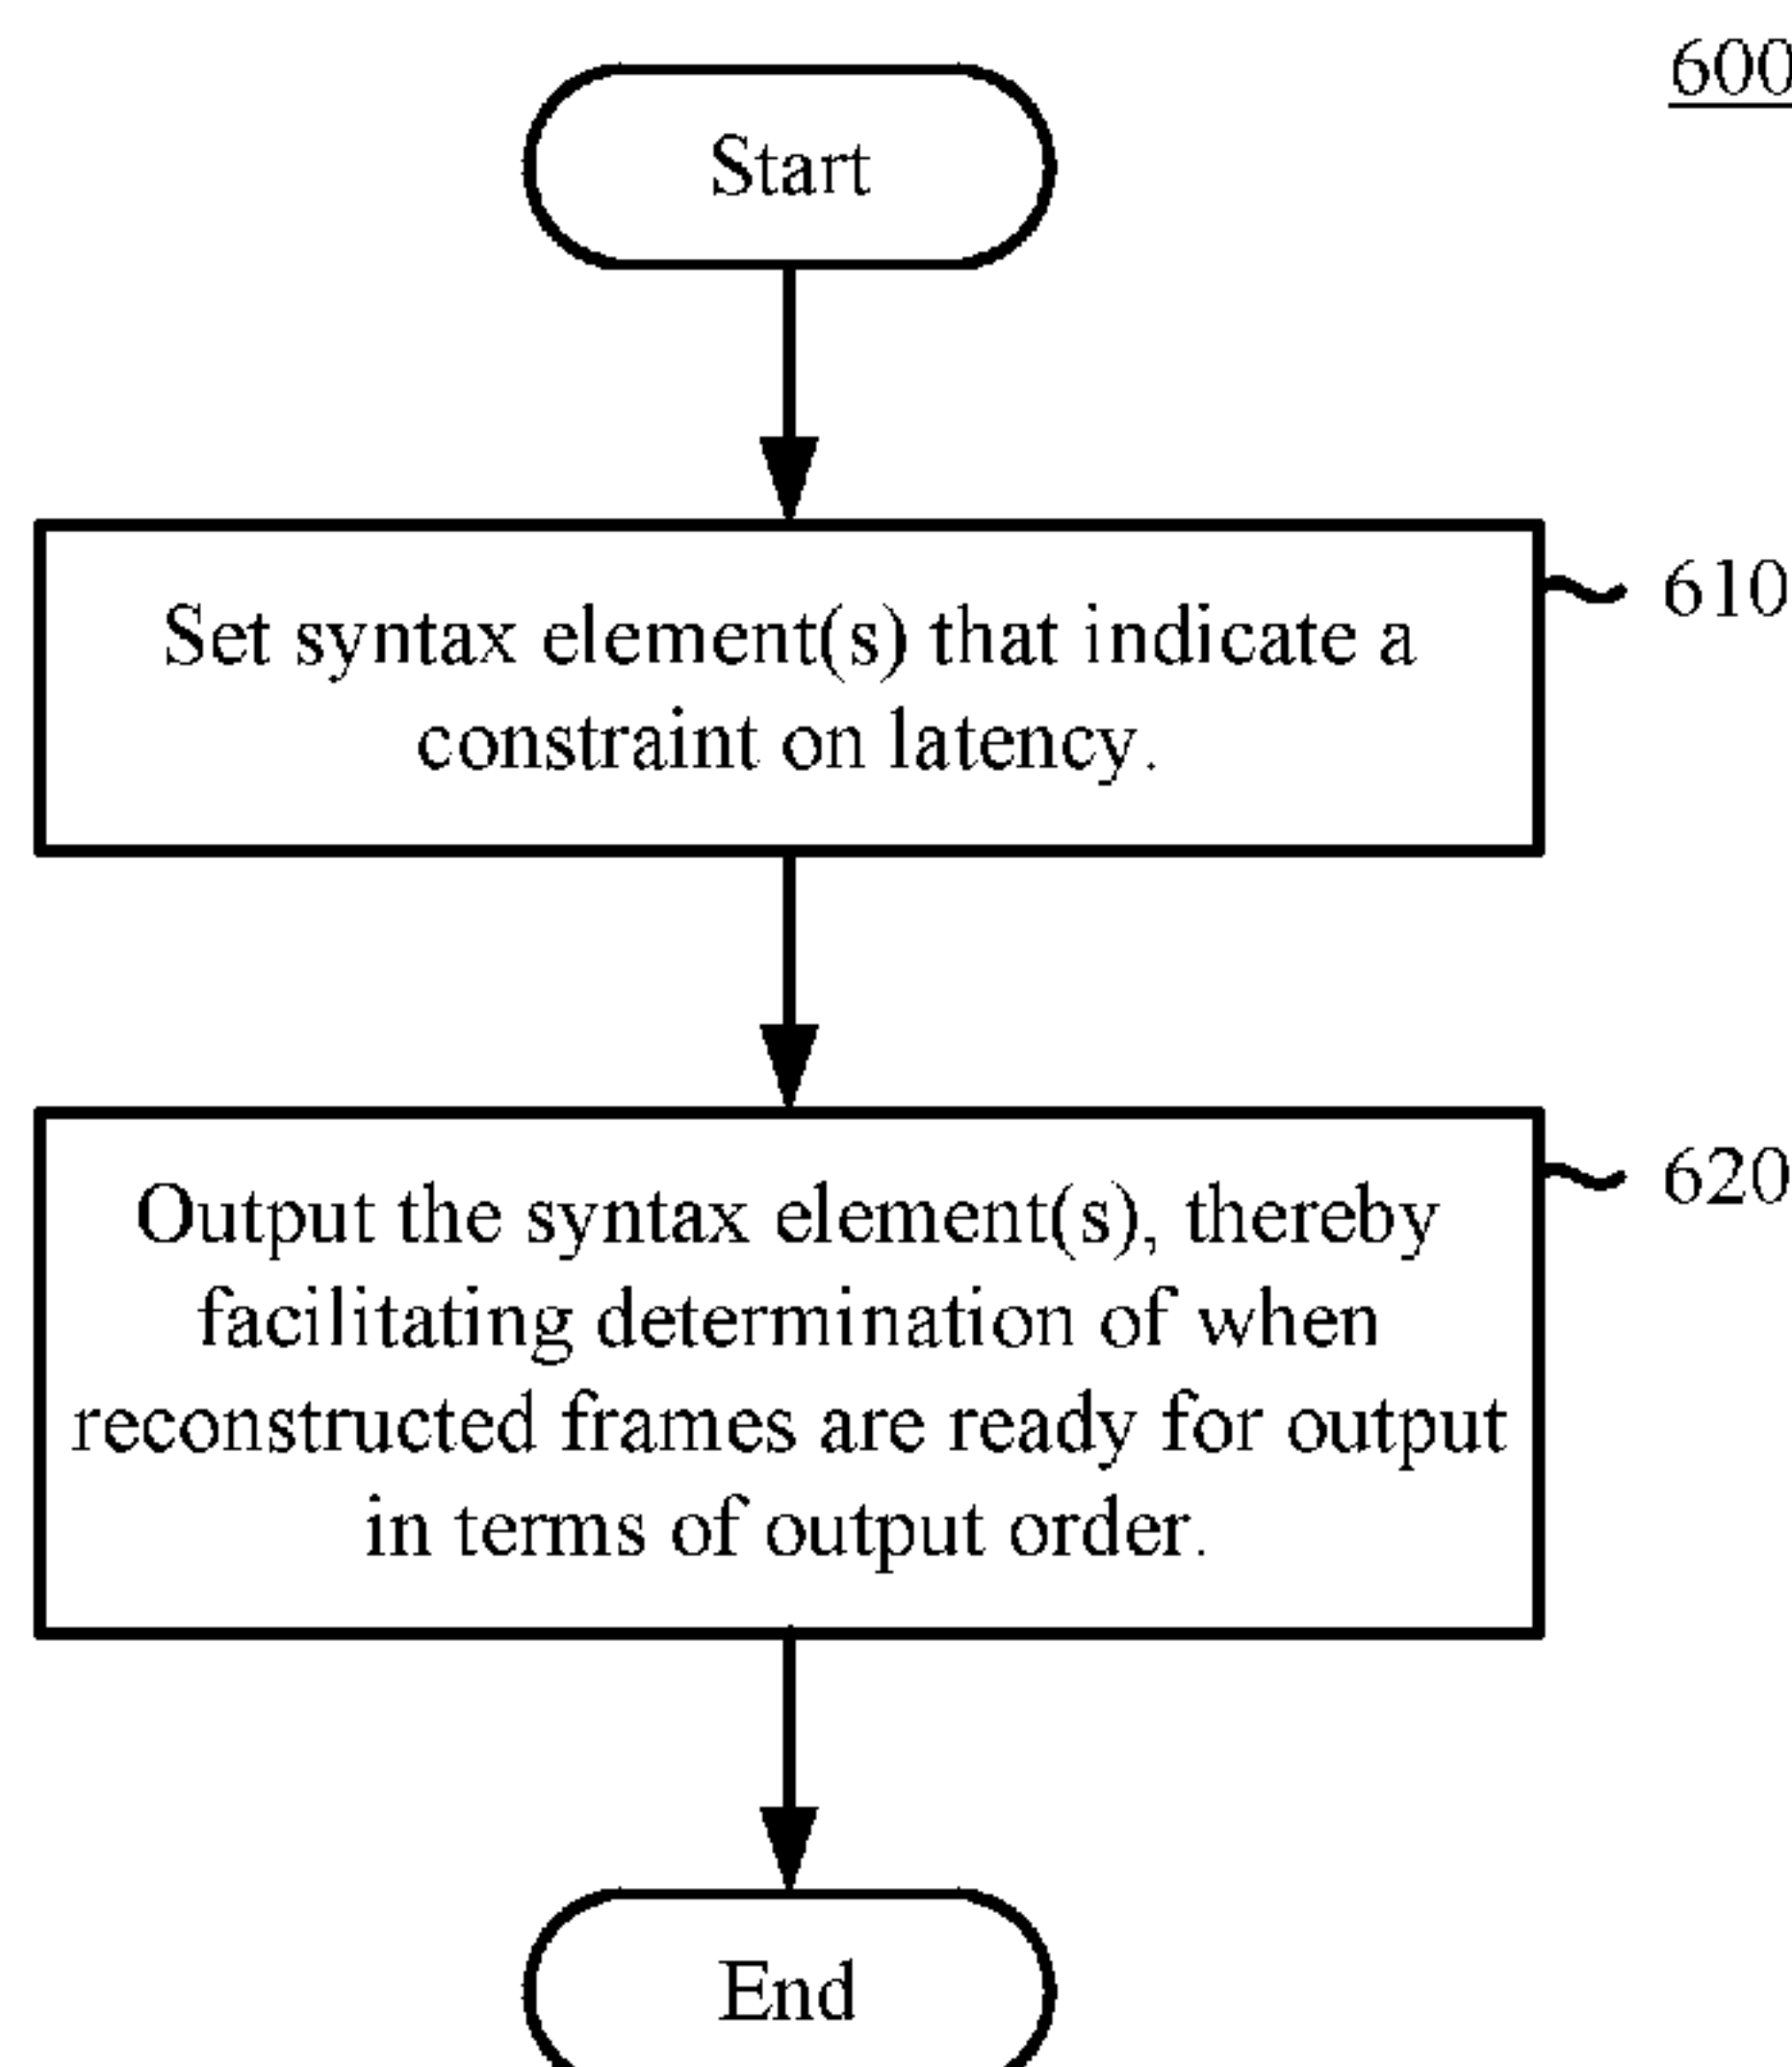 600
Start
Set syntax element(s) that indicate a
constraint on latency.
610
Output the syntax element(s), thereby
facilitating determination of when
reconstructed frames are ready for output
in terms of output order.
620
End